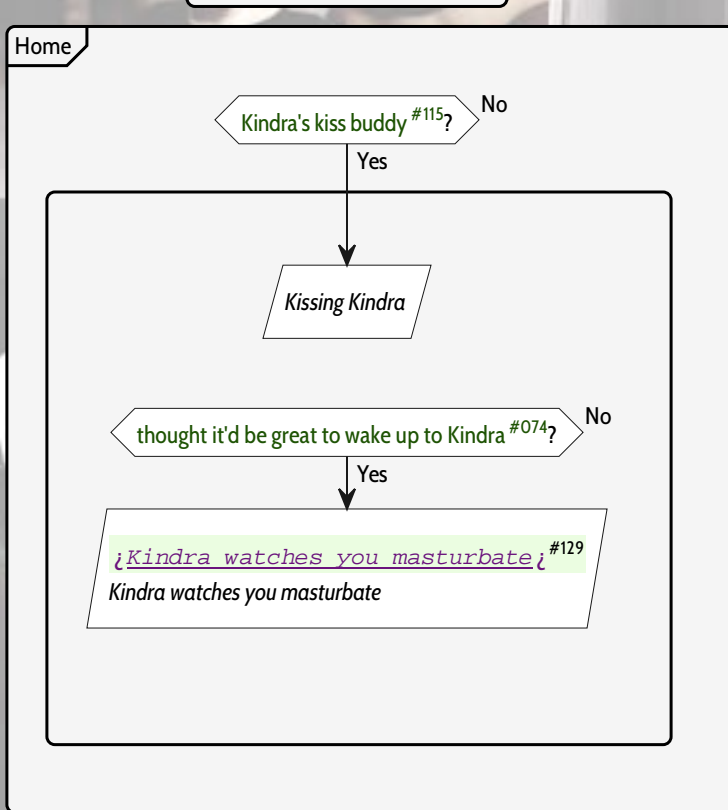 Home
Kindra's kiss buddy #115?
No
Yes
Kissing Kindra
thought it'd be great to wake up to Kindra #074?
No
Yes
¿Kindra watches you masturbate¿#129
Kindra watches you masturbate